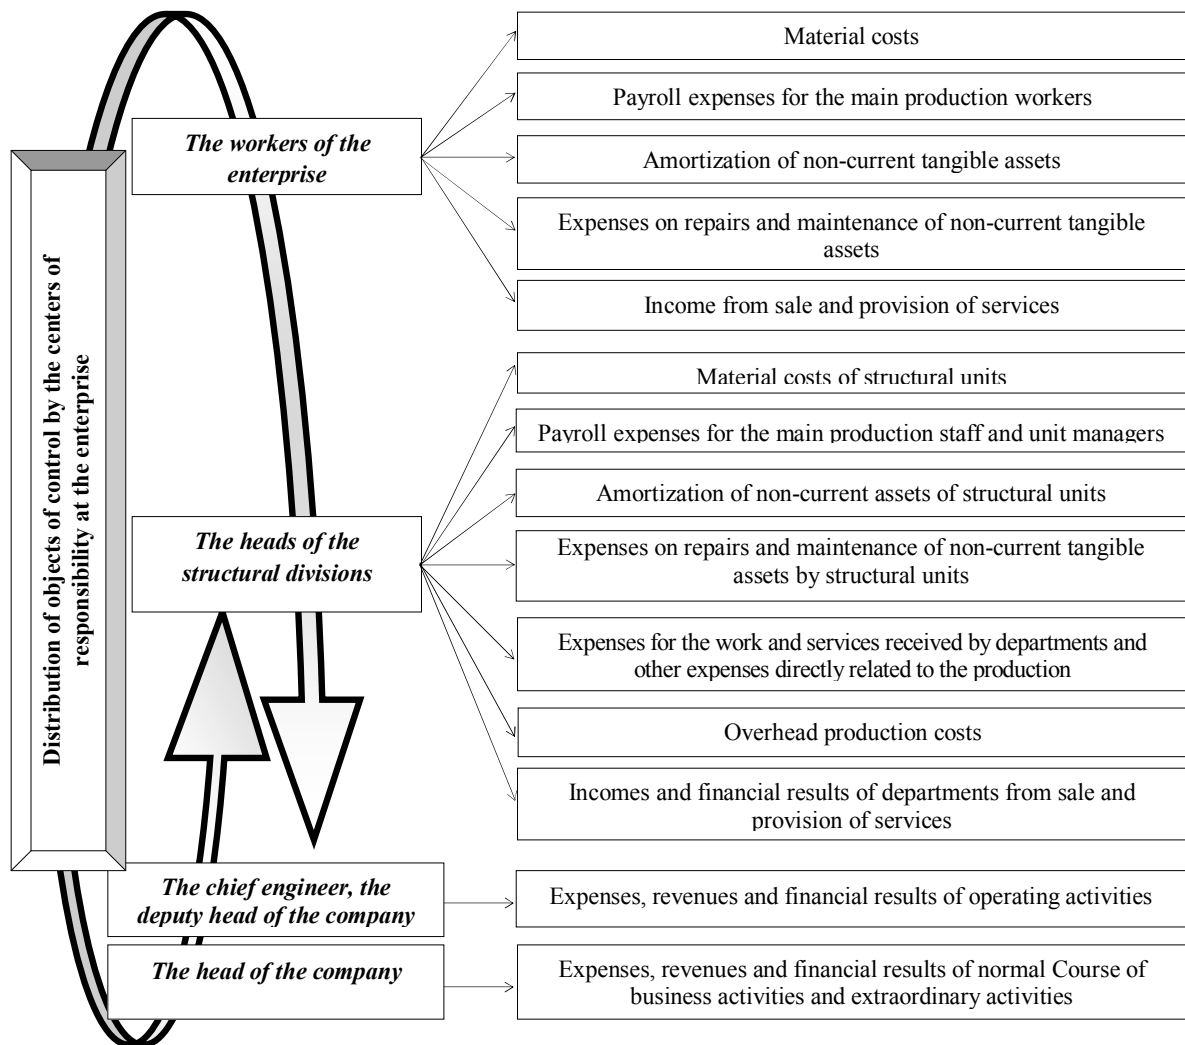 Distribution of objects of control by the centers of
responsibility at the enterprise
The workers of the
enterprise
Material costs
Payroll expenses for the main production workers
Amortization of non-current tangible assets
Expenses on repairs and maintenance of non-current tangible
assets
Income from sale and provision of services
The heads of the
structural divisions
Material costs of structural units
Payroll expenses for the main production staff and unit managers
Amortization of non-current assets of structural units
Expenses on repairs and maintenance of non-current tangible
assets by structural units
Expenses for the work and services received by departments and
other expenses directly related to the production
Overhead production costs
Incomes and financial results of departments from sale and
provision of services
The chief engineer, the
deputy head of the company
Expenses, revenues and financial results of operating activities
The head of the company
Expenses, revenues and financial results of normal Course of
business activities and extraordinary activities